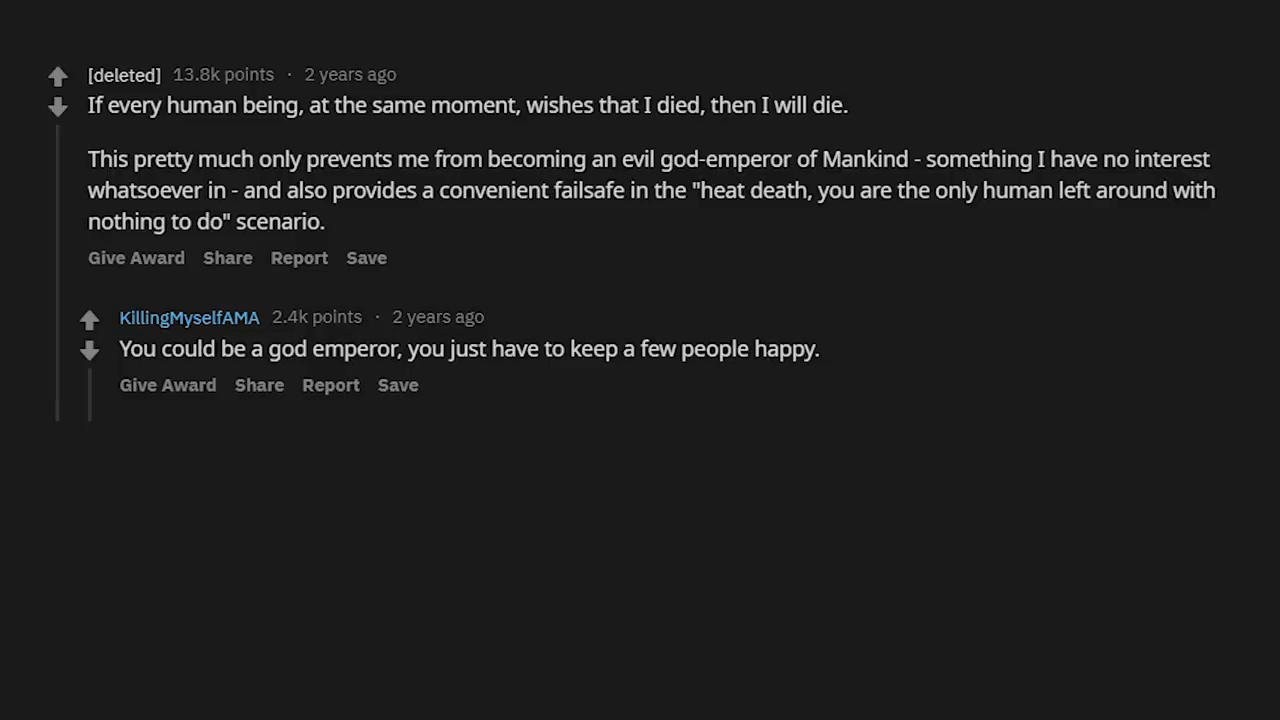 [deleted] 13.8k points · 2 years ago
If every human being, at the same moment, wishes that I died, then I will die.
This pretty much only prevents me from becoming an evil god-emperor of Mankind - something I have no interest
whatsoever in - and also provides a convenient failsafe in the "heat death, you are the only human left around with
nothing to do" scenario.
Give Award Share Report Save
KillingMyselfAMA 2.4k points · 2 years ago
You could be a god emperor, you just have to keep a few people happy.
Give Award Share Report Save